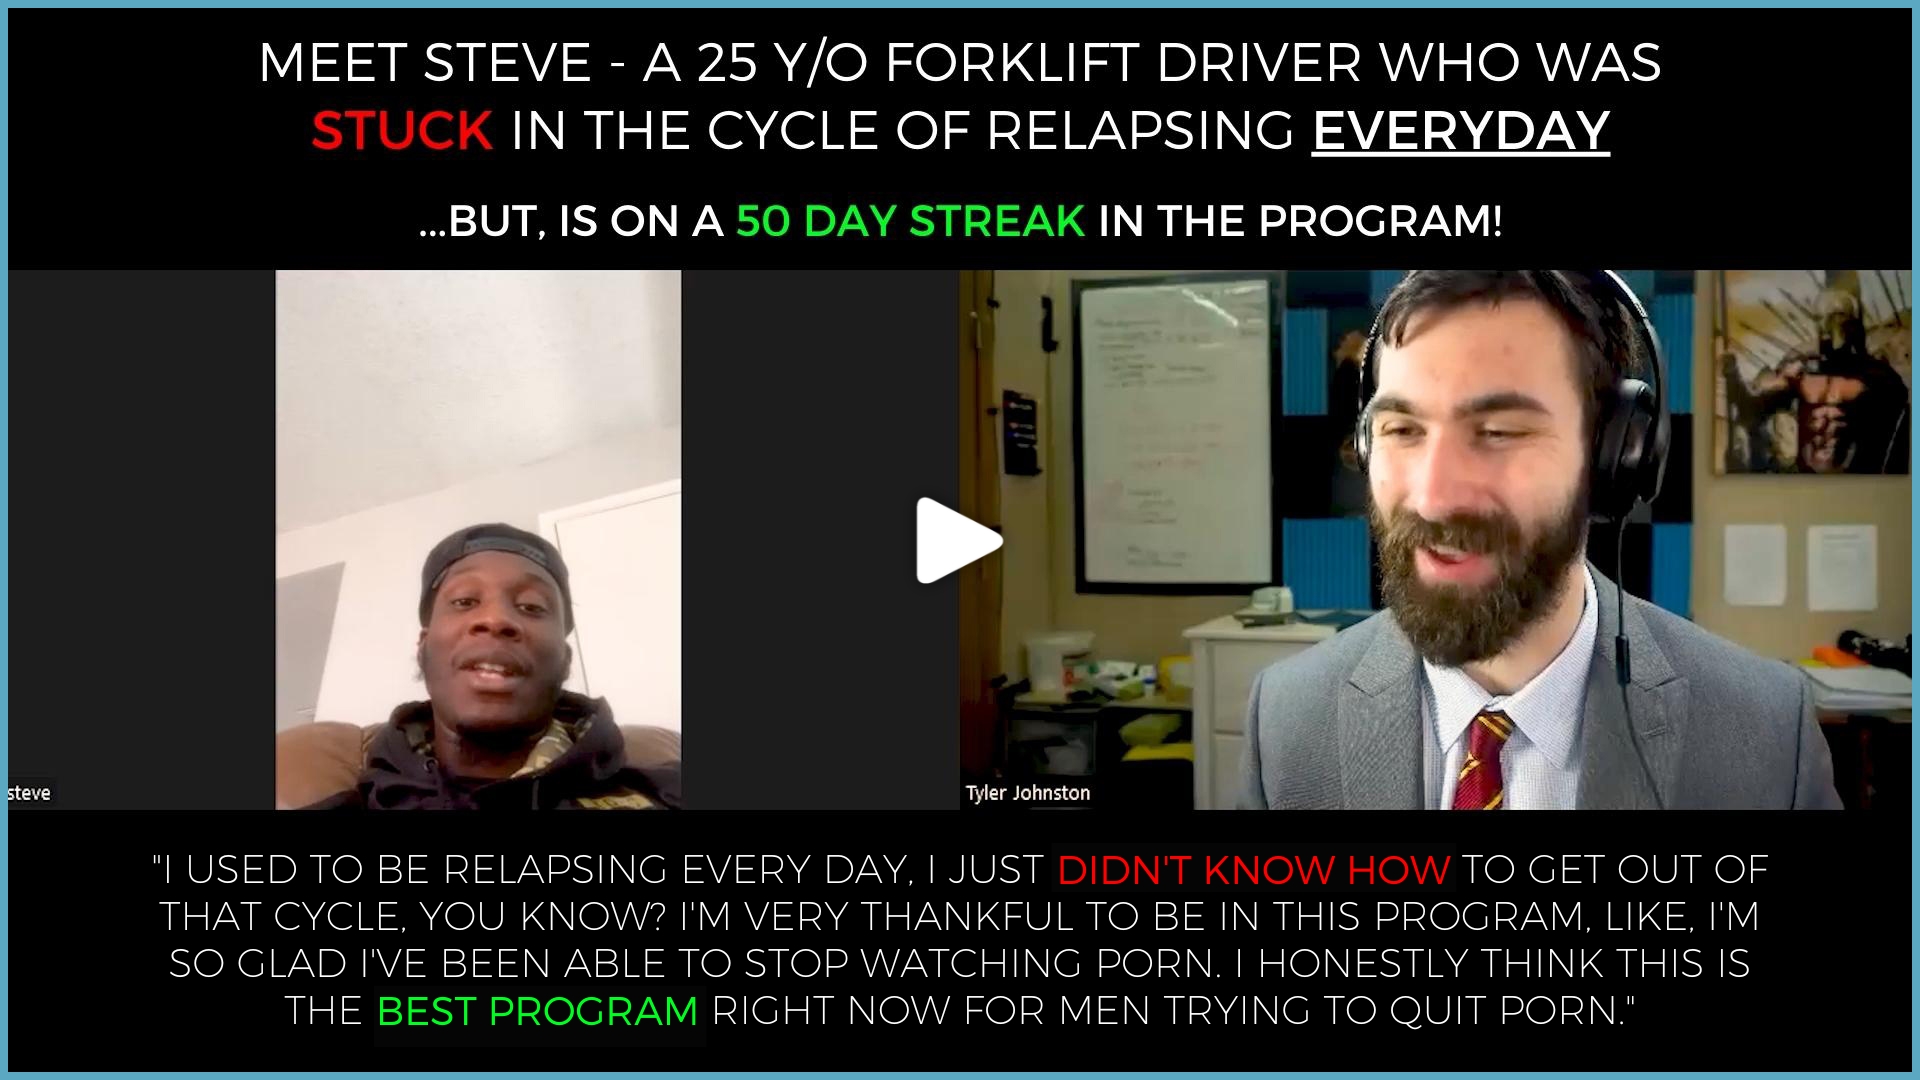 MEET STEVE - A 25 Y/O FORKLIFT DRIVER WHO WAS
STUCK IN THE CYCLE OF RELAPSING EVERYDAY
...BUT, IS ON A 50 DAY STREAK IN THE PROGRAM!
steve
Tyler Johnston
"I USED TO BE RELAPSING EVERY DAY, I JUST DIDN'T KNOW HOW TO GET OUT OF
THAT CYCLE, YOU KNOW? I'M VERY THANKFUL TO BE IN THIS PROGRAM, LIKE, I'M
SO GLAD I'VE BEEN ABLE TO STOP WATCHING PORN. I HONESTLY THINK THIS IS
THE BEST PROGRAM RIGHT NOW FOR MEN TRYING TO QUIT PORN."